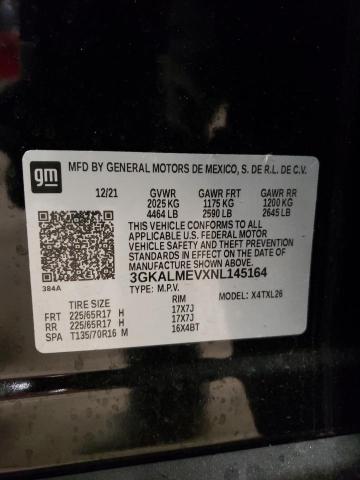 gm
MFD BY GENERAL MOTORS DE MEXICO, S. DE R.L. DE C.V.
12/21 GVWR GAWR FRT GAWR RR
2025 KG 1175 KG 1200 KG
4464 LB 2590 LB 2645 LB
THIS VEHICLE CONFORMS TO ALL
APPLICABLE U.S. FEDERAL MOTOR
VEHICLE SAFETY AND THEFT PREVENTION
STANDARDS IN EFFECT ON THE DATE OF
MANUFACTURE SHOWN ABOVE.
384A
3GKALMEVXNL145164
TYPE: M.P.V. MODEL: X4TXL26
TIRE SIZE RIM
FRT 225/65R17 H 17X7J
RR 225/65R17 H 17X7J
SPA T135/70R16 M 16X4BT